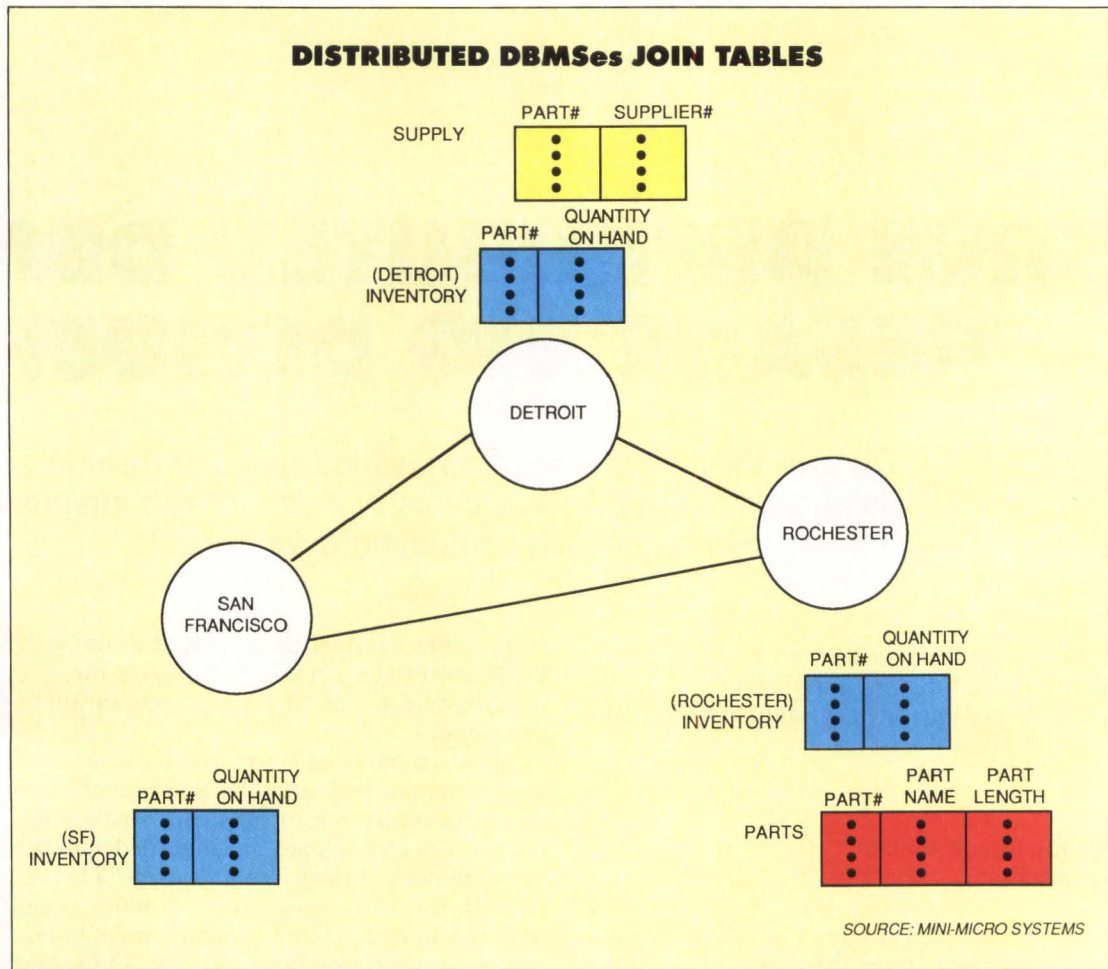 DISTRIBUTED DBMSes JOIN TABLES
PART# SUPPLIER#
SUPPLY
QUANTITY
PART# ON HAND
(DETROIT)
INVENTORY
DETROIT
ROCHESTER
SAN
FRANCISCO
QUANTITY
PART# ON HAND
(ROCHESTER)
INVENTORY
QUANTITY
PART# ON HAND
(SF)
INVENTORY
PART PART
PART# NAME LENGTH
PARTS
SOURCE: MINI-MICRO SYSTEMS